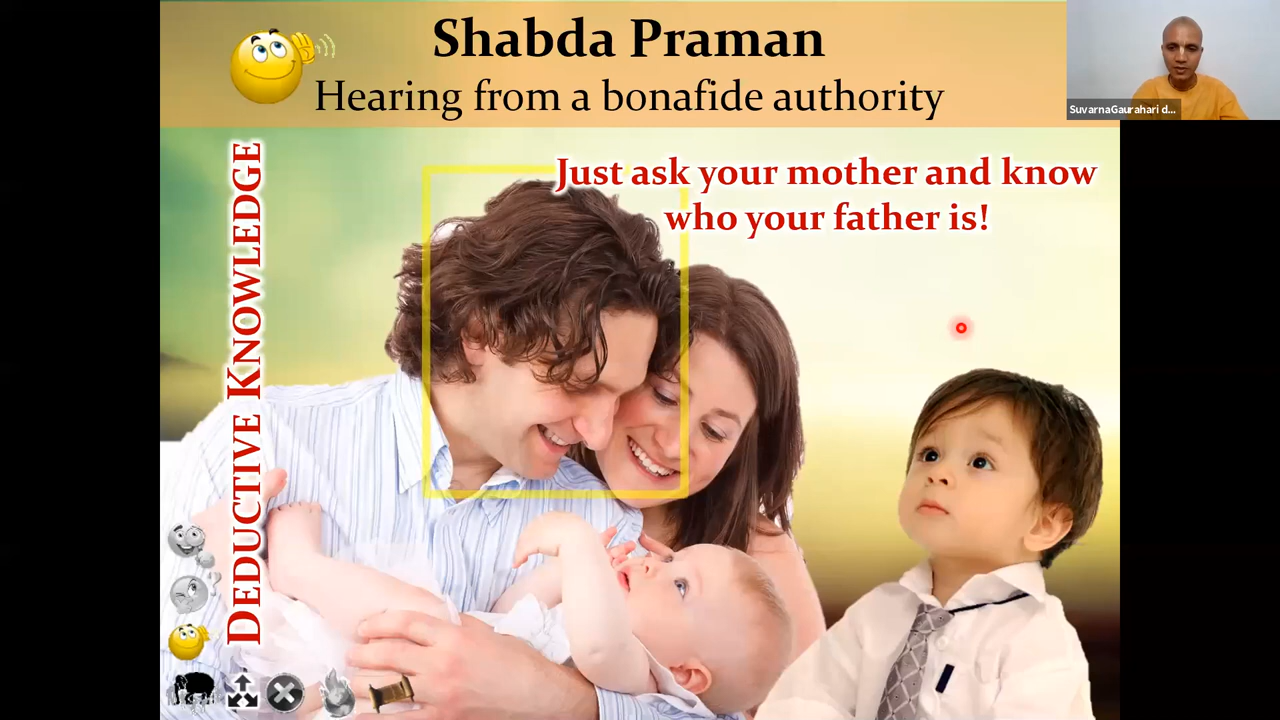 Shabda Praman
Hearing from a bonafide authority
SuvarnaGaurahari d...
Just ask your mother and know
who your father is!
DEDUCTIVE KNOWLEDGE